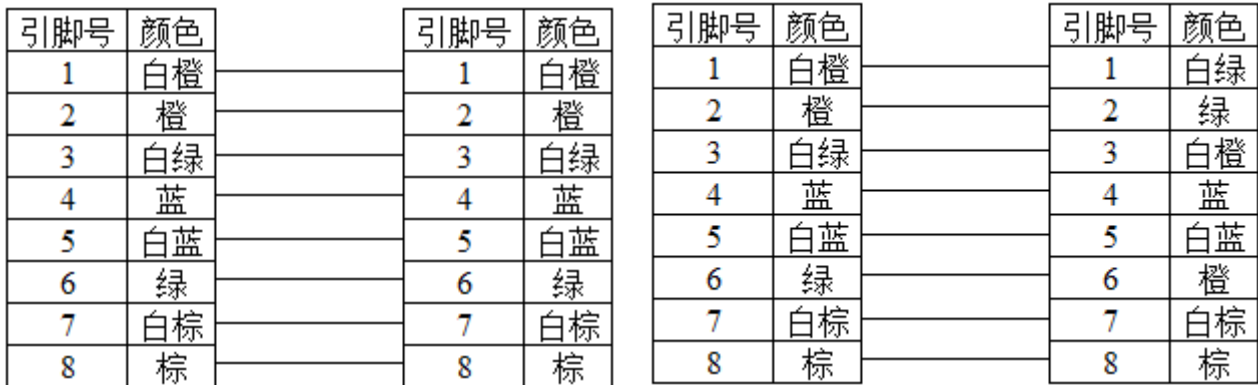 引脚号 颜色 引脚号 颜色 引脚号 颜色 引脚号 颜色
1 白橙 1 白橙 1 白橙 1 白绿
2 橙 2 橙 2 橙 2 绿
3 白绿 3 白绿 3 白绿 3 白橙
4 蓝 4 蓝 4 蓝 4 蓝
5 白蓝 5 白蓝 5 白蓝 5 白蓝
6 绿 6 绿 6 绿 6 橙
7 白棕 7 白棕 7 白棕 7 白棕
8 棕 8 棕 8 棕 8 棕